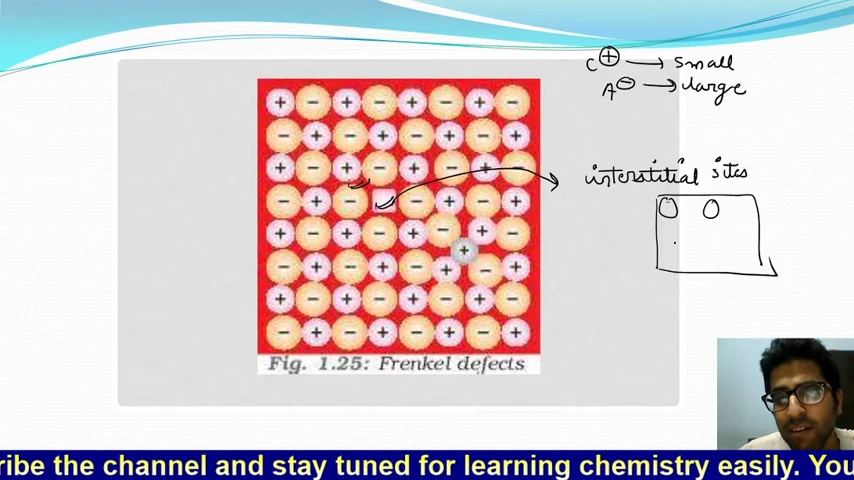 C⊕ → small
A⊖ → large
interstitial sites
+ − + − + − + −
− + − + − + − +
+ − + − + − + −
− + − − + − +
+ − + − + − + −
+
− + − + − + − +
+ − + − + − + −
− + − + − + − +
Fig. 1.25: Frenkel defects
ribe the channel and stay tuned for learning chemistry easily. You